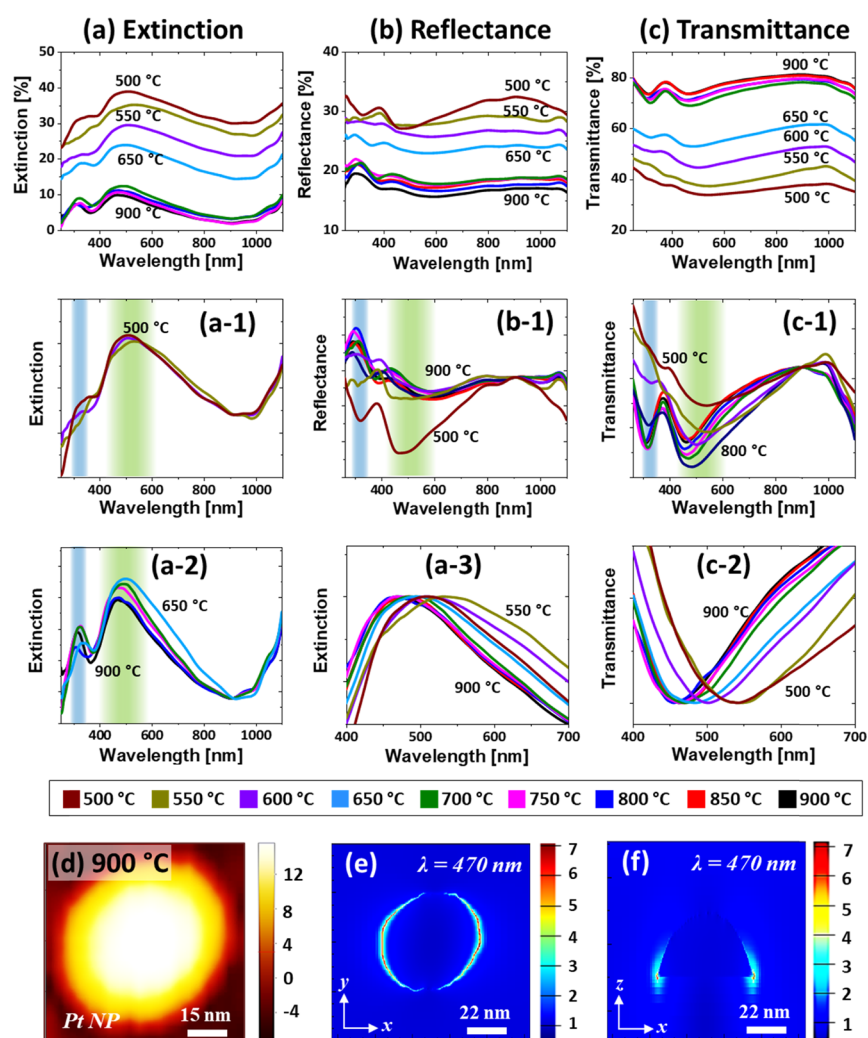 (a) Extinction
(b) Reflectance
(c) Transmittance
Extinction [%]
50
40
30
20
10
0
500 °C
550 °C
600 °C
650 °C
900 °C
400 600 800 1000
Wavelength [nm]
Reflectance [%]
40
30
20
10
500 °C
550 °C
600 °C
650 °C
900 °C
400 600 800 1000
Wavelength [nm]
Transmittance [%]
80
60
40
20
900 °C
650 °C
600 °C
550 °C
500 °C
400 600 800 1000
Wavelength [nm]
(a-1)
500 °C
Extinction
400 600 800 1000
(b-1)
900 °C
500 °C
Reflectance
400 600 800 1000
Wavelength [nm]
(c-1)
500 °C
800 °C
Transmittance
400 600 800 1000
Wavelength [nm]
(a-2)
650 °C
900 °C
Extinction
400 600 800 1000
Wavelength [nm]
(a-3)
550 °C
900 °C
Extinction
400 500 600 700
Wavelength [nm]
(c-2)
900 °C
500 °C
Transmittance
400 500 600 700
Wavelength [nm]
500 °C 550 °C 600 °C 650 °C 700 °C 750 °C 800 °C 850 °C 900 °C
(d) 900 °C
Pt NP
15 nm
12
8
4
0
-4
(e)
λ = 470 nm
y
x
22 nm
7
6
5
4
3
2
1
(f)
λ = 470 nm
z
x
22 nm
7
6
5
4
3
2
1